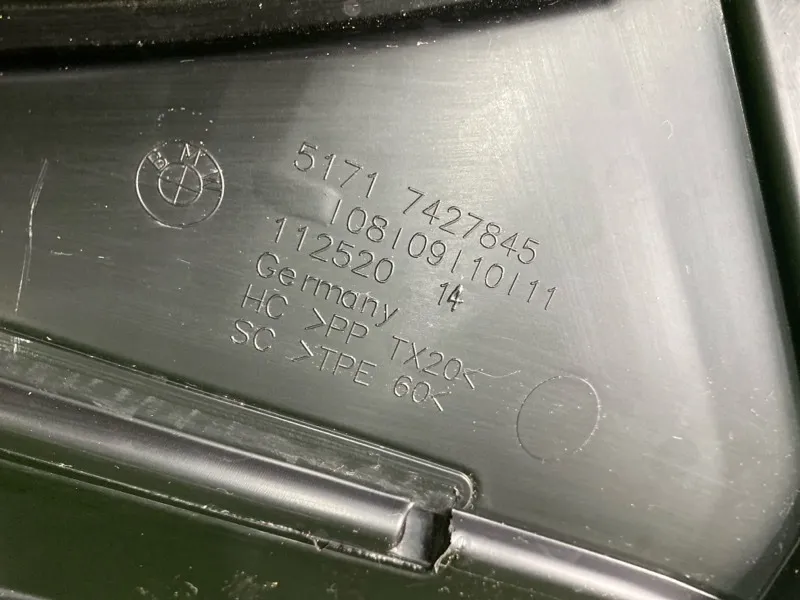 BMW
5171 7427845
108109110111
112520 14
Germany
HC >PP TX20<
SC >TPE 60<